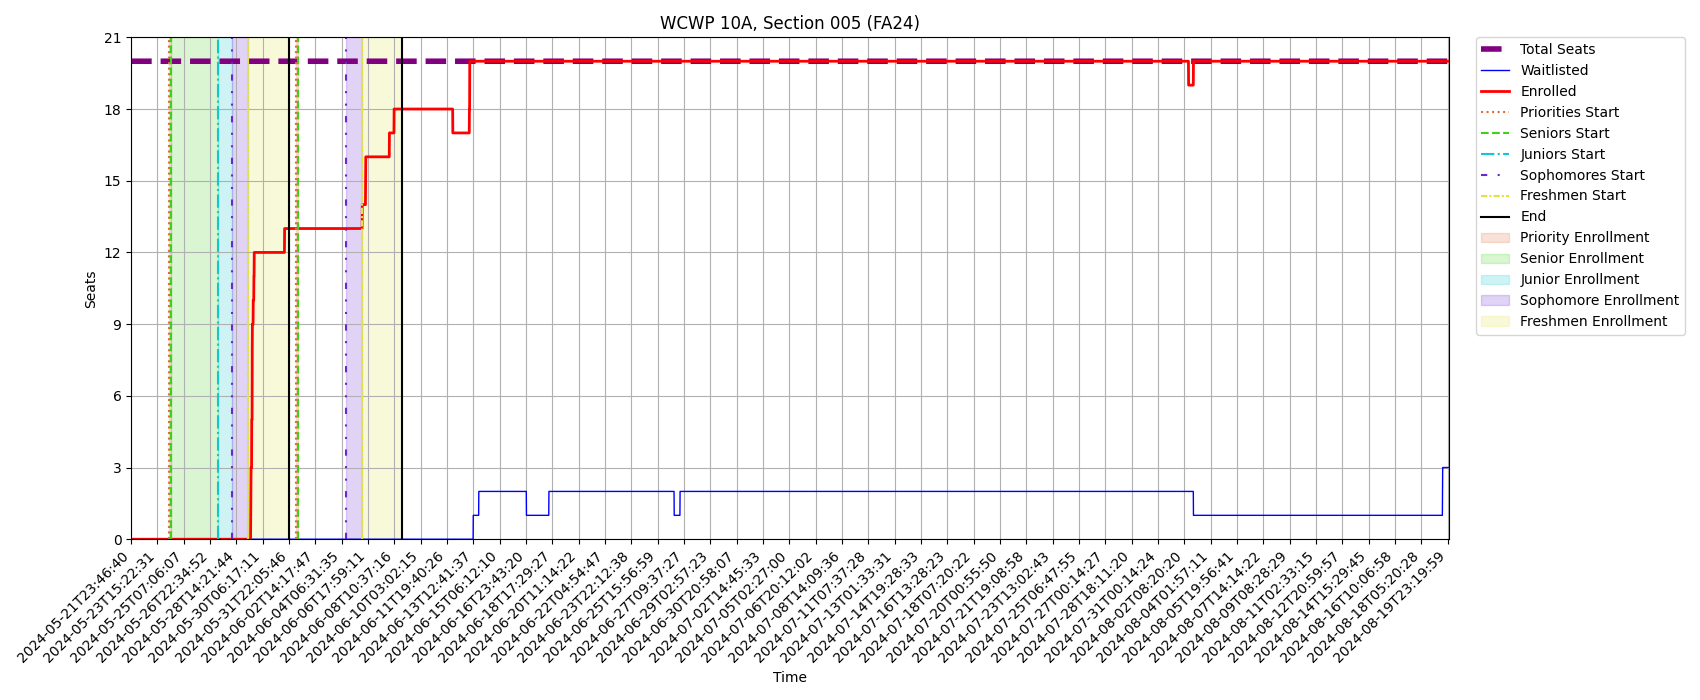 WCWP 10A, Section 005 (FA24)
21
18
15
12
9
6
3
0
Seats
2024-05-21T23:46:40
2024-05-23T15:22:31
2024-05-25T07:06:07
2024-05-26T22:34:52
2024-05-28T14:21:44
2024-05-30T06:17:11
2024-05-31T22:05:46
2024-06-02T14:17:47
2024-06-04T06:31:35
2024-06-06T17:59:11
2024-06-08T10:37:16
2024-06-10T03:02:15
2024-06-11T19:40:26
2024-06-13T12:41:37
2024-06-15T06:12:10
2024-06-16T23:43:20
2024-06-18T17:29:27
2024-06-20T11:14:22
2024-06-22T04:54:47
2024-06-23T22:12:38
2024-06-25T15:56:59
2024-06-27T09:37:27
2024-06-29T02:57:23
2024-06-30T20:58:07
2024-07-02T14:45:33
2024-07-05T02:27:00
2024-07-06T20:12:02
2024-07-08T14:09:36
2024-07-11T07:37:28
2024-07-13T01:33:31
2024-07-14T19:28:33
2024-07-16T13:28:23
2024-07-18T07:20:22
2024-07-20T00:55:50
2024-07-21T19:08:58
2024-07-23T13:02:43
2024-07-25T06:47:55
2024-07-27T00:14:27
2024-07-28T18:11:20
2024-07-31T00:14:24
2024-08-02T08:20:20
2024-08-04T01:57:11
2024-08-05T19:56:41
2024-08-07T14:14:22
2024-08-09T08:28:29
2024-08-11T02:33:15
2024-08-12T20:59:57
2024-08-14T15:29:45
2024-08-16T10:06:58
2024-08-18T05:20:28
2024-08-19T23:19:59
Time
Total Seats
Waitlisted
Enrolled
Priorities Start
Seniors Start
Juniors Start
Sophomores Start
Freshmen Start
End
Priority Enrollment
Senior Enrollment
Junior Enrollment
Sophomore Enrollment
Freshmen Enrollment